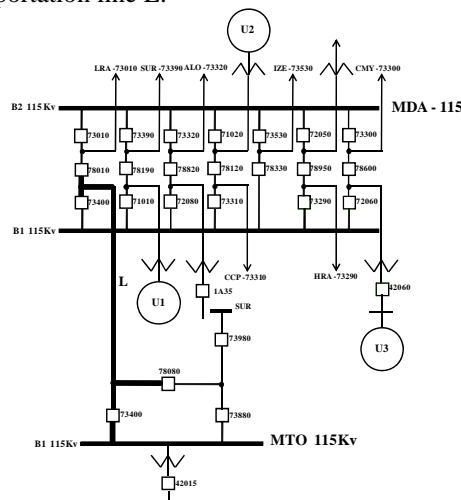 portation line L.
U2
LRA -73010 SUR -73390 ALO -73320 IZE -73530 CMY -73300
B2 115 Kv MDA - 115
73010 73390 73320 71020 73530 72050 73300
78010 78190 78820 78120 78330 78950 78600
73400 71010 72080 73310 73290 72060
B1 115Kv
CCP -73310 HRA -73290
L U1 1A35 42060
SUR
73980 U3
78080
73400 73880
B1 115Kv MTO 115Kv
42015